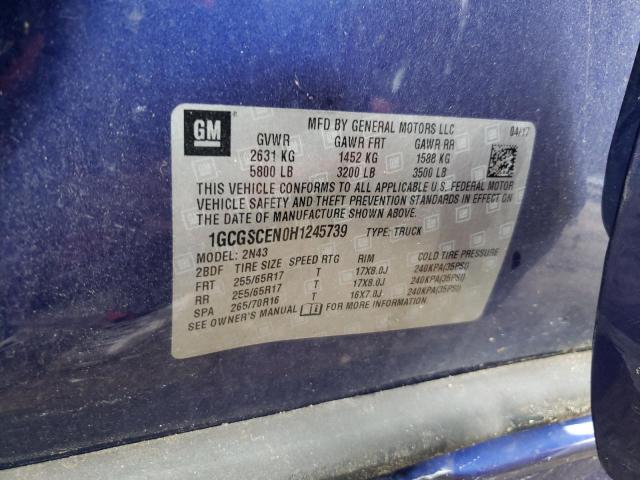 GM
MFD BY GENERAL MOTORS LLC 04/17
GVWR GAWR FRT GAWR RR
2631 KG 1452 KG 1588 KG
5800 LB 3200 LB 3500 LB
THIS VEHICLE CONFORMS TO ALL APPLICABLE U.S. FEDERAL MOTOR
VEHICLE SAFETY AND THEFT PREVENTION STANDARDS IN EFFECT ON
THE DATE OF MANUFACTURE SHOWN ABOVE.
1GCGSCEN0H1245739 TYPE: TRUCK
MODEL: 2N43
2BDF TIRE SIZE SPEED RTG RIM COLD TIRE PRESSURE
FRT 255/65R17 T 17X8.0J 240KPA(35PSI)
RR 255/65R17 T 17X8.0J 240KPA(35PSI)
SPA 265/70R16 T 16X7.0J 240KPA(35PSI)
SEE OWNER'S MANUAL FOR MORE INFORMATION.